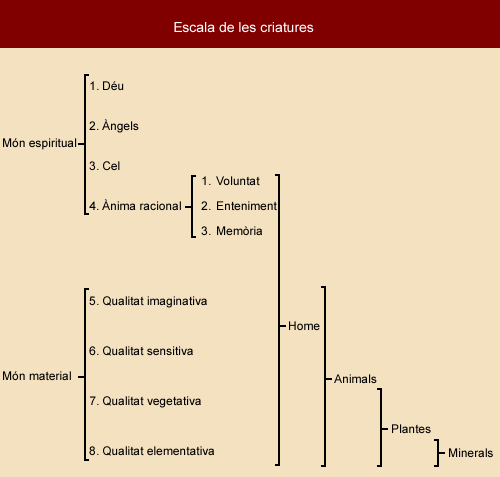 Escala de les criatures
1. Déu
2. Àngels
Món espiritual
3. Cel
1. Voluntat
4. Ànima racional
2. Enteniment
3. Memòria
5. Qualitat imaginativa
Home
6. Qualitat sensitiva
Món material
Animals
7. Qualitat vegetativa
Plantes
8. Qualitat elementativa
Minerals